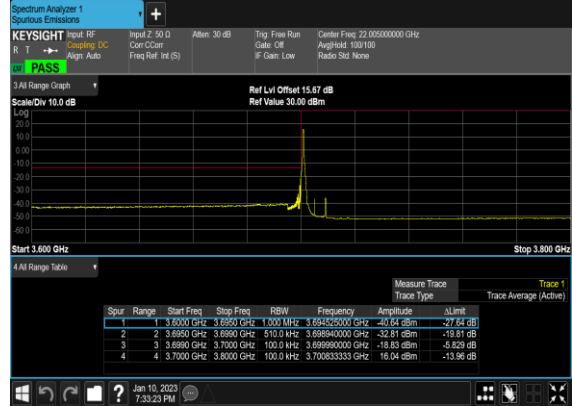 Spectrum Analyzer 1
Spurious Emissions
+
KEYSIGHT Input: RF Input Z: 50 Ω Atten: 30 dB Trig: Free Run Center Freq: 22.005000000 GHz
R T Coupling: DC Corr CCorr Gate: Off Avg|Hold: 100/100
Align: Auto Freq Ref: Int (S) IF Gain: Low Radio Std: None
PASS
3 All Range Graph Ref Lvl Offset 15.67 dB
Scale/Div 10.0 dB Ref Value 30.00 dBm
Log
20.0
10.0
0.00
-10.0
-20.0
-30.0
-40.0
-50.0
-60.0
Start 3.600 GHz Stop 3.800 GHz
4 All Range Table
Measure Trace Trace 1
Trace Type Trace Average (Active)
Spur Range Start Freq Stop Freq RBW Frequency Amplitude ΔLimit
1 1 3.6000 GHz 3.6950 GHz 1.000 MHz 3.694525000 GHz -40.64 dBm -27.64 dB
2 2 3.6950 GHz 3.6990 GHz 510.0 kHz 3.698940000 GHz -32.81 dBm -19.81 dB
3 3 3.6990 GHz 3.7000 GHz 100.0 kHz 3.699990000 GHz -18.83 dBm -5.829 dB
4 4 3.7000 GHz 3.8000 GHz 100.0 kHz 3.700833333 GHz 16.04 dBm -13.96 dB
? Jan 10, 2023
7:33:23 PM